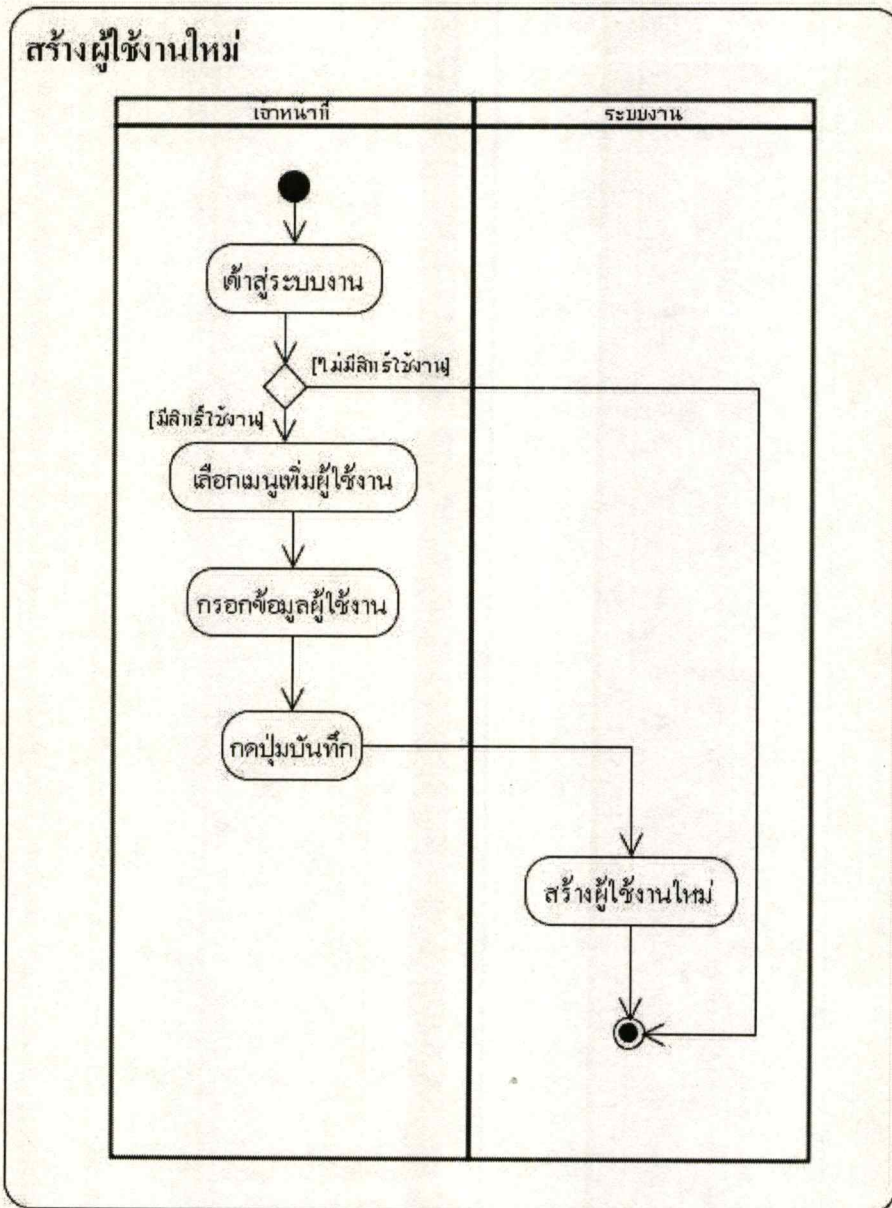 สร้างผู้ใช้งานใหม่
เจ้าหน้าที่
ระบบงาน
เข้าสู่ระบบงาน
[ไม่มีสิทธิ์ใช้งาน]
[มีสิทธิ์ใช้งาน]
เลือกเมนูเพิ่มผู้ใช้งาน
กรอกข้อมูลผู้ใช้งาน
กดปุ่มบันทึก
สร้างผู้ใช้งานใหม่